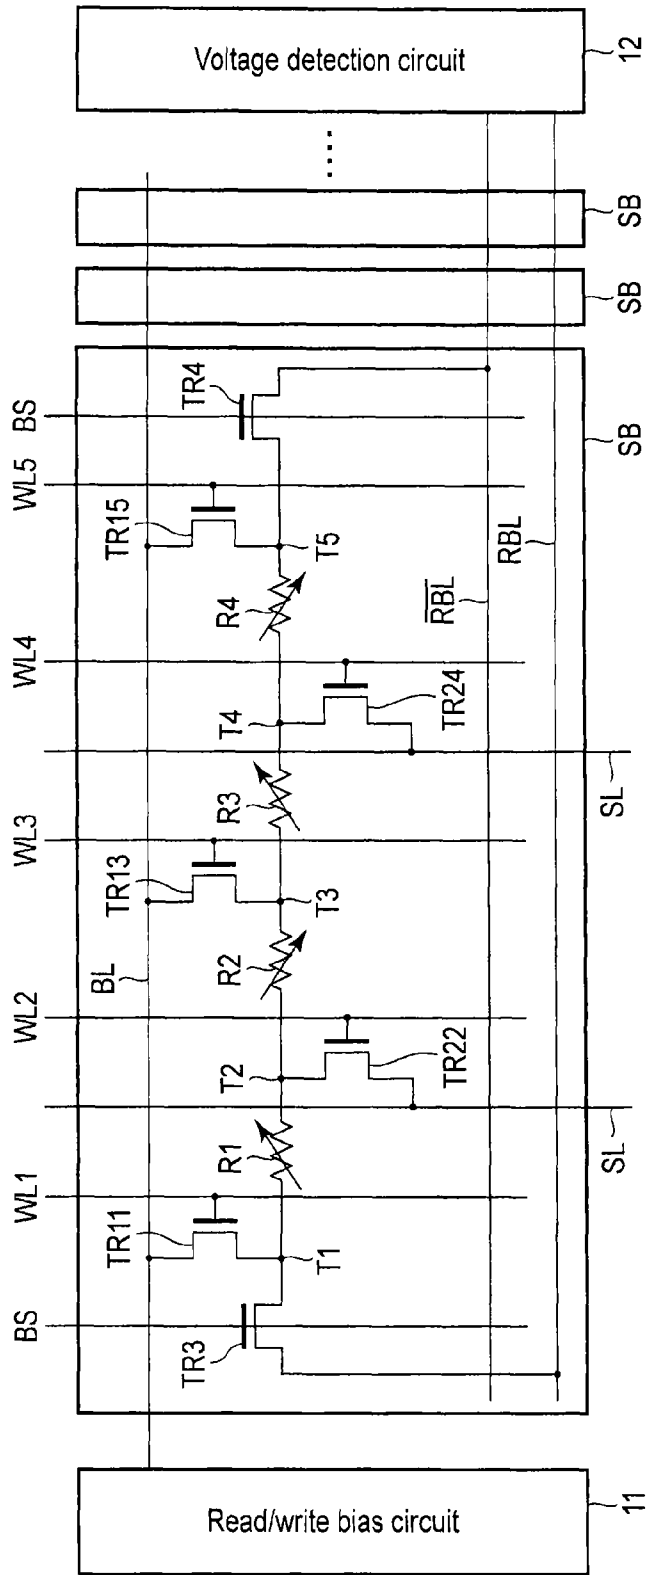 Voltage detection circuit
12
SB
SB
SB
BS
TR4
WL5
TR15
T5
R4
RBL
RBL
WL4
T4
TR24
SL
R3
WL3
TR13
T3
R2
BL
WL2
T2
TR22
SL
R1
WL1
TR11
T1
BS
TR3
Read/write bias circuit
11